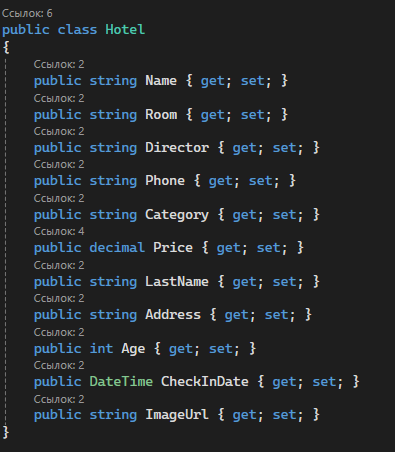 Ссылок: 6
public class Hotel
{
Ссылок: 2
public string Name { get; set; }
Ссылок: 2
public string Room { get; set; }
Ссылок: 2
public string Director { get; set; }
Ссылок: 2
public string Phone { get; set; }
Ссылок: 2
public string Category { get; set; }
Ссылок: 4
public decimal Price { get; set; }
Ссылок: 2
public string LastName { get; set; }
Ссылок: 2
public string Address { get; set; }
Ссылок: 2
public int Age { get; set; }
Ссылок: 2
public DateTime CheckInDate { get; set; }
Ссылок: 2
public string ImageUrl { get; set; }
}